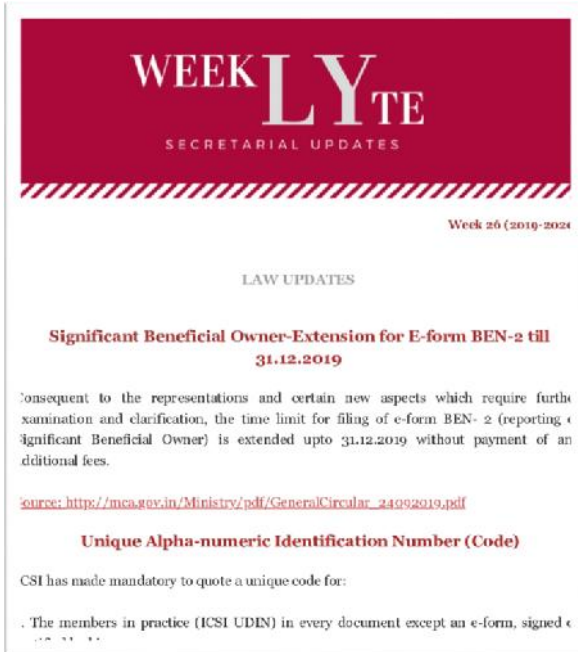 WEEK LY TE
SECRETARIAL UPDATES
Week 26 (2019-202
LAW UPDATES
Significant Beneficial Owner-Extension for E-form BEN-2 till
31.12.2019
onsequent to the representations and certain new aspects which require furthe
xamination and clarification, the time limit for filing of e-form BEN- 2 (reporting
ignificant Beneficial Owner) is extended upto 31.12.2019 without payment of an
dditional fees.
ource: http://mca.gov.in/Ministry/pdf/GeneralCircular_24092019.pdf
Unique Alpha-numeric Identification Number (Code)
CSI has made mandatory to quote a unique code for:
. The members in practice (ICSI UDIN) in every document except an e-form, signed